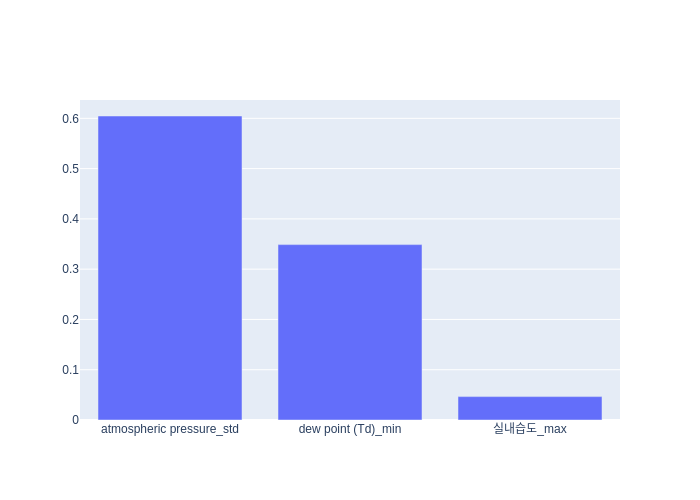 0.6
0.5
0.4
0.3
0.2
0.1
0
atmospheric pressure_std
dew point (Td)_min
실내습도_max